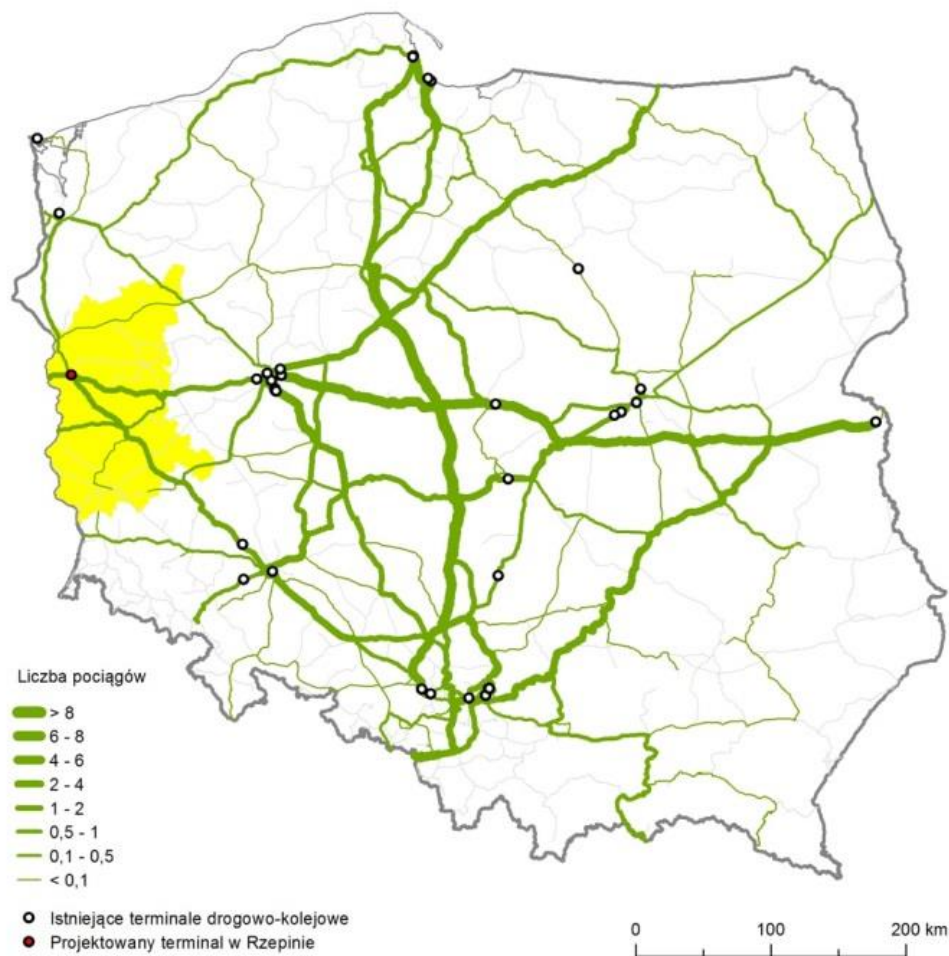 Liczba pociągów
> 8
6 - 8
4 - 6
2 - 4
1 - 2
0,5 - 1
0,1 - 0,5
< 0,1
Istniejące terminale drogowo-kolejowe
Projektowany terminal w Rzepinie
0 100 200 km